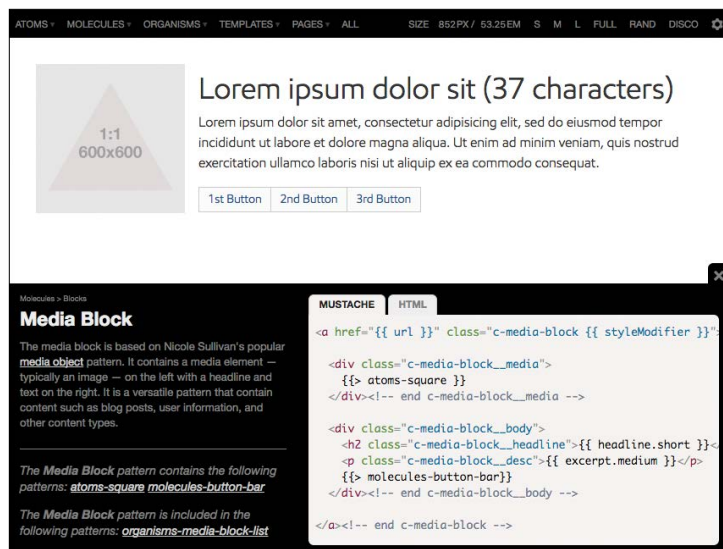 ATOMS ▾ MOLECULES ▾ ORGANISMS ▾ TEMPLATES ▾ PAGES ▾ ALL SIZE 852PX / 53.25EM S M L FULL RAND DISCO
1:1
600x600
Lorem ipsum dolor sit (37 characters)
Lorem ipsum dolor sit amet, consectetur adipisicing elit, sed do eiusmod tempor
incididunt ut labore et dolore magna aliqua. Ut enim ad minim veniam, quis nostrud
exercitation ullamco laboris nisi ut aliquip ex ea commodo consequat.
1st Button 2nd Button 3rd Button
Molecules > Blocks
Media Block
The media block is based on Nicole Sullivan's popular
media object pattern. It contains a media element —
typically an image — on the left with a headline and
text on the right. It is a versatile pattern that contain
content such as blog posts, user information, and
other content types.
The Media Block pattern contains the following
patterns: atoms-square molecules-button-bar
The Media Block pattern is included in the
following patterns: organisms-media-block-list
MUSTACHE HTML
<a href="{{ url }}" class="c-media-block {{ styleModifier }}">
<div class="c-media-block__media">
{{> atoms-square }}
</div><!-- end c-media-block__media -->
<div class="c-media-block__body">
<h2 class="c-media-block__headline">{{ headline.short }}</
<p class="c-media-block__desc">{{ excerpt.medium }}</p>
{{> molecules-button-bar}}
</div><!-- end c-media-block__body -->
</a><!-- end c-media-block -->